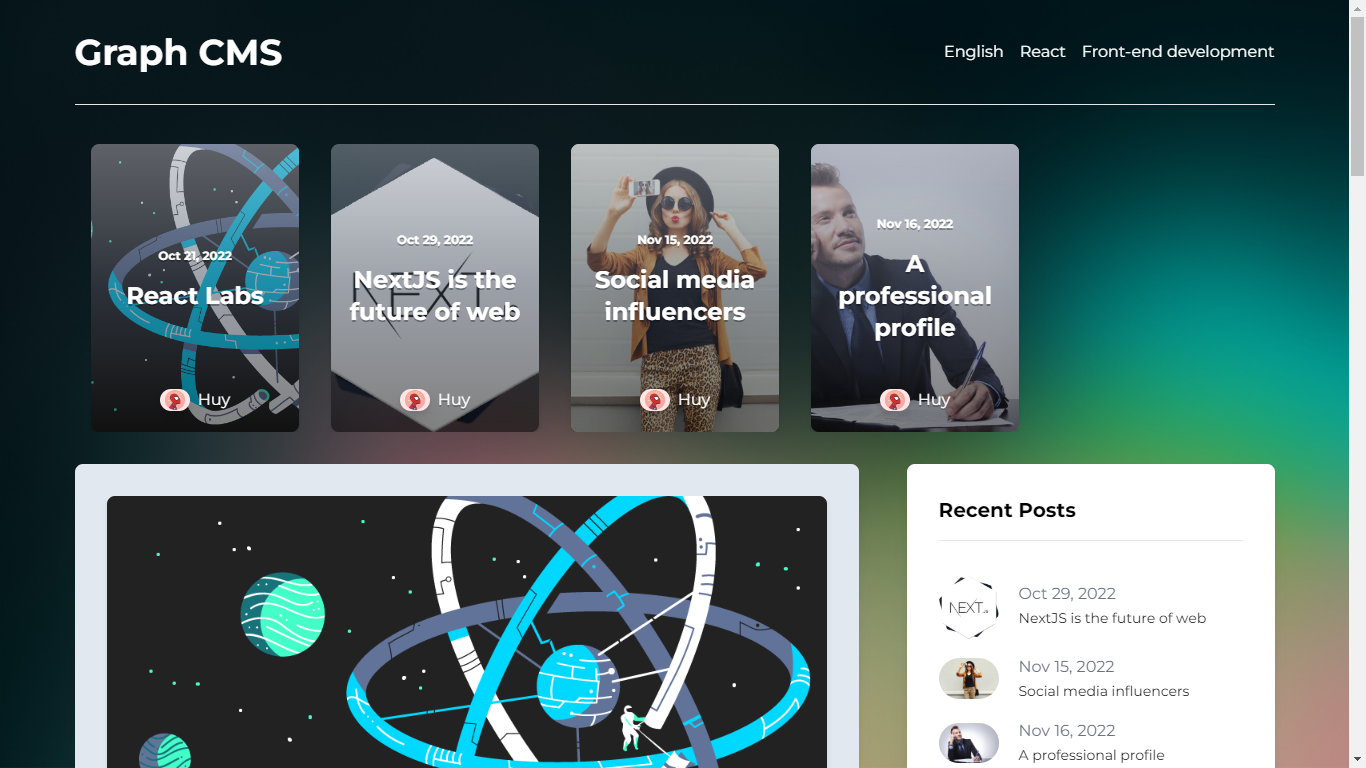 Graph CMS
English React Front-end development
Oct 21, 2022
React Labs
Huy
Oct 29, 2022
NEXT
NextJS is the
future of web
Huy
Nov 15, 2022
Social media
influencers
Huy
Nov 16, 2022
A
professional
profile
Huy
Recent Posts
NEXT.JS
Oct 29, 2022
NextJS is the future of web
Nov 15, 2022
Social media influencers
Nov 16, 2022
A professional profile